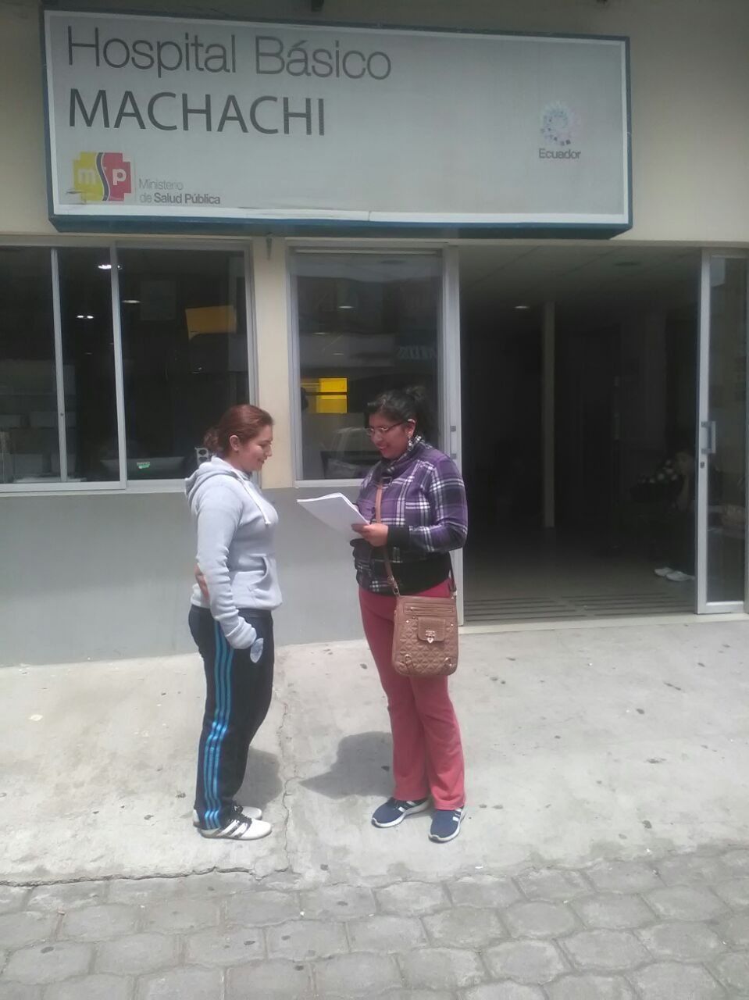 Hospital Básico
MACHACHI
Ecuador
msp
Ministerio
de Salud Pública